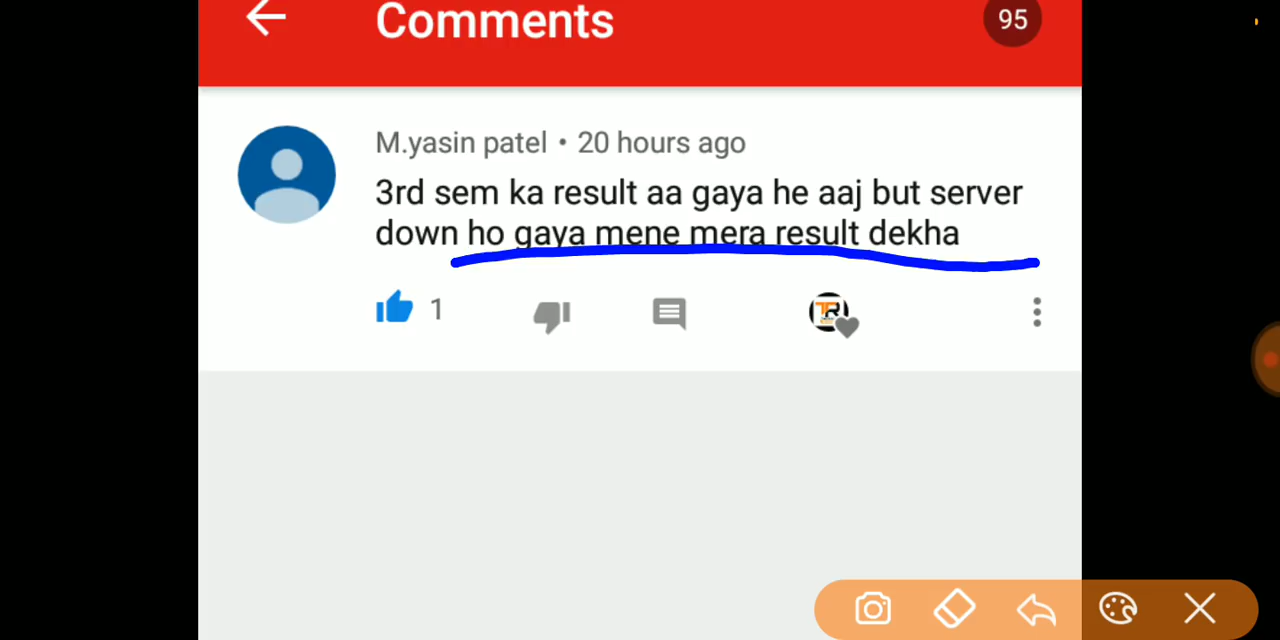 Comments
95
M.yasin patel • 20 hours ago
3rd sem ka result aa gaya he aaj but server
down ho gaya mene mera result dekha
1
TR